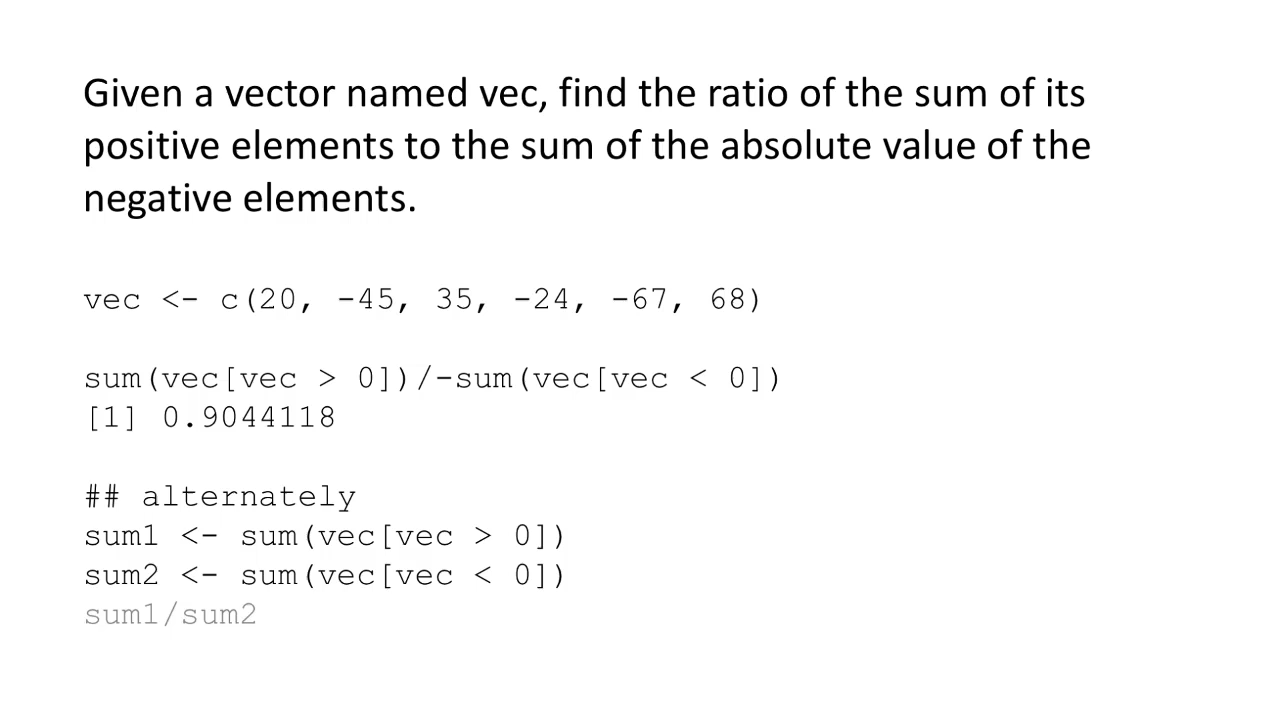 Given a vector named vec, find the ratio of the sum of its
positive elements to the sum of the absolute value of the
negative elements.
vec <- c(20, -45, 35, -24, -67, 68)
sum(vec[vec > 0])/-sum(vec[vec < 0])
[1] 0.9044118
## alternately
sum1 <- sum(vec[vec > 0])
sum2 <- sum(vec[vec < 0])
sum1/sum2